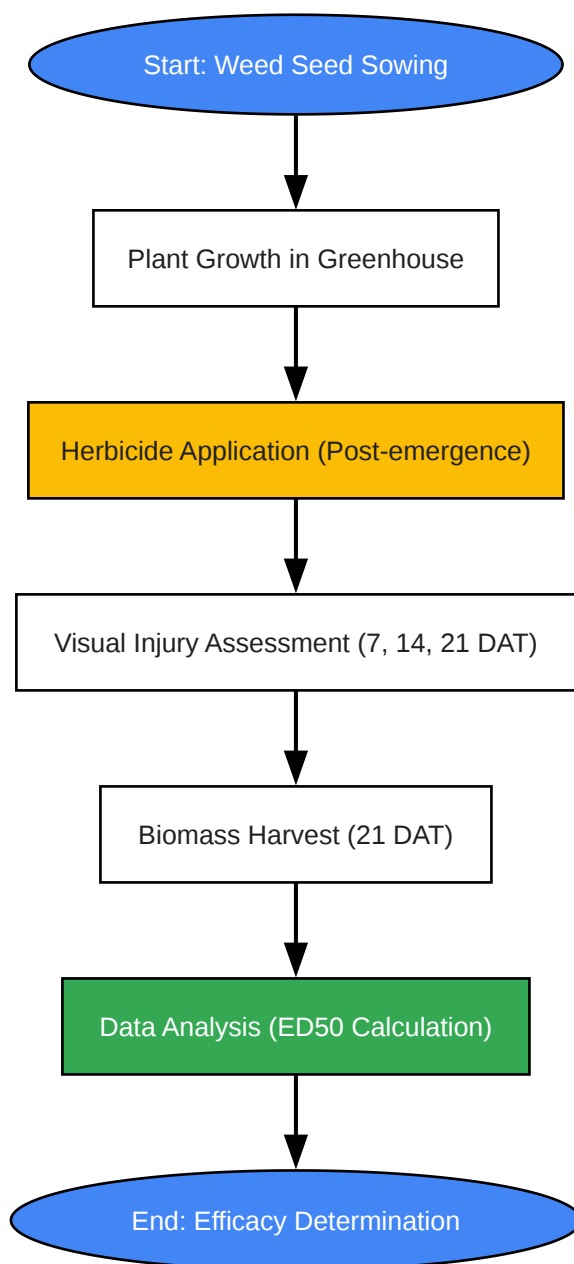 Start: Weed Seed Sowing
Plant Growth in Greenhouse
Herbicide Application (Post-emergence)
Visual Injury Assessment (7, 14, 21 DAT)
Biomass Harvest (21 DAT)
Data Analysis (ED50 Calculation)
End: Efficacy Determination